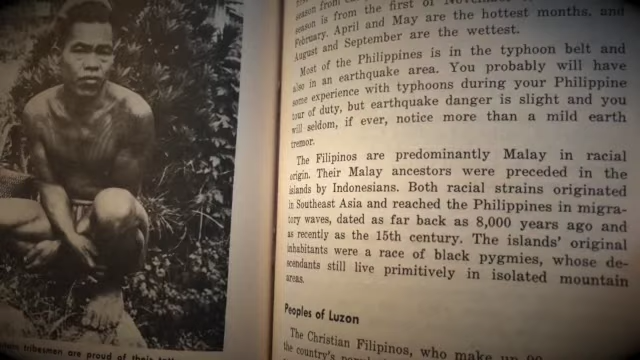 season from
season is from the first of November
February. April and May are the hottest months, and
August and September are the wettest.
Most of the Philippines is in the typhoon belt and
also in an earthquake area. You probably will have
some experience with typhoons during your Philippine
tour of duty, but earthquake danger is slight and you
will seldom, if ever, notice more than a mild earth
tremor.
The Filipinos are predominantly Malay in racial
origin. Their Malay ancestors were preceded in the
islands by Indonesians. Both racial strains originated
in Southeast Asia and reached the Philippines in migra-
tory waves, dated as far back as 8,000 years ago and
as recently as the 15th century. The islands' original
inhabitants were a race of black pygmies, whose de-
scendants still live primitively in isolated mountain
areas.
Peoples of Luzon
The Christian Filipinos, who make up
the country's
tribesmen are proud of their